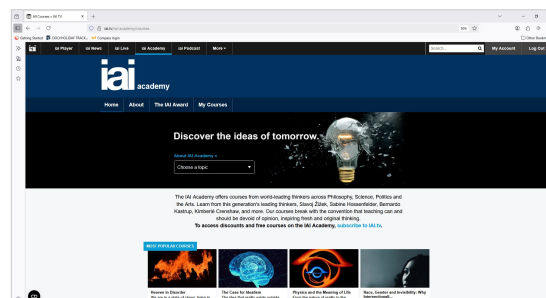 IAI Courses » IAI TV
iai.tv/iai-academy/courses
90%
Getting Started
Compass login
Other Bookmarks
iai
iai Player
iai News
iai Live
iai Academy
iai Podcast
More
Search...
My Account
Log Out
iai academy
Home
About
The IAI Award
My Courses
Discover the ideas of tomorrow.
About IAI Academy »
Choose a topic
The IAI Academy offers courses from world-leading thinkers across Philosophy, Science, Politics and
the Arts. Learn from this generation's leading thinkers, Slavoj Žižek, Sabine Hossenfelder, Bernardo
Kastrup, Kimberlé Crenshaw, and more. Our courses break with the convention that teaching can and
should be devoid of opinion, inspiring fresh and original thinking.
To access discounts and free courses on the IAI Academy, subscribe to IAI.tv.
MOST POPULAR COURSES
Heaven in Disorder
The Case for Idealism
Physics and the Meaning of Life
Race, Gender and Invisibility: Why
Intersectionali...